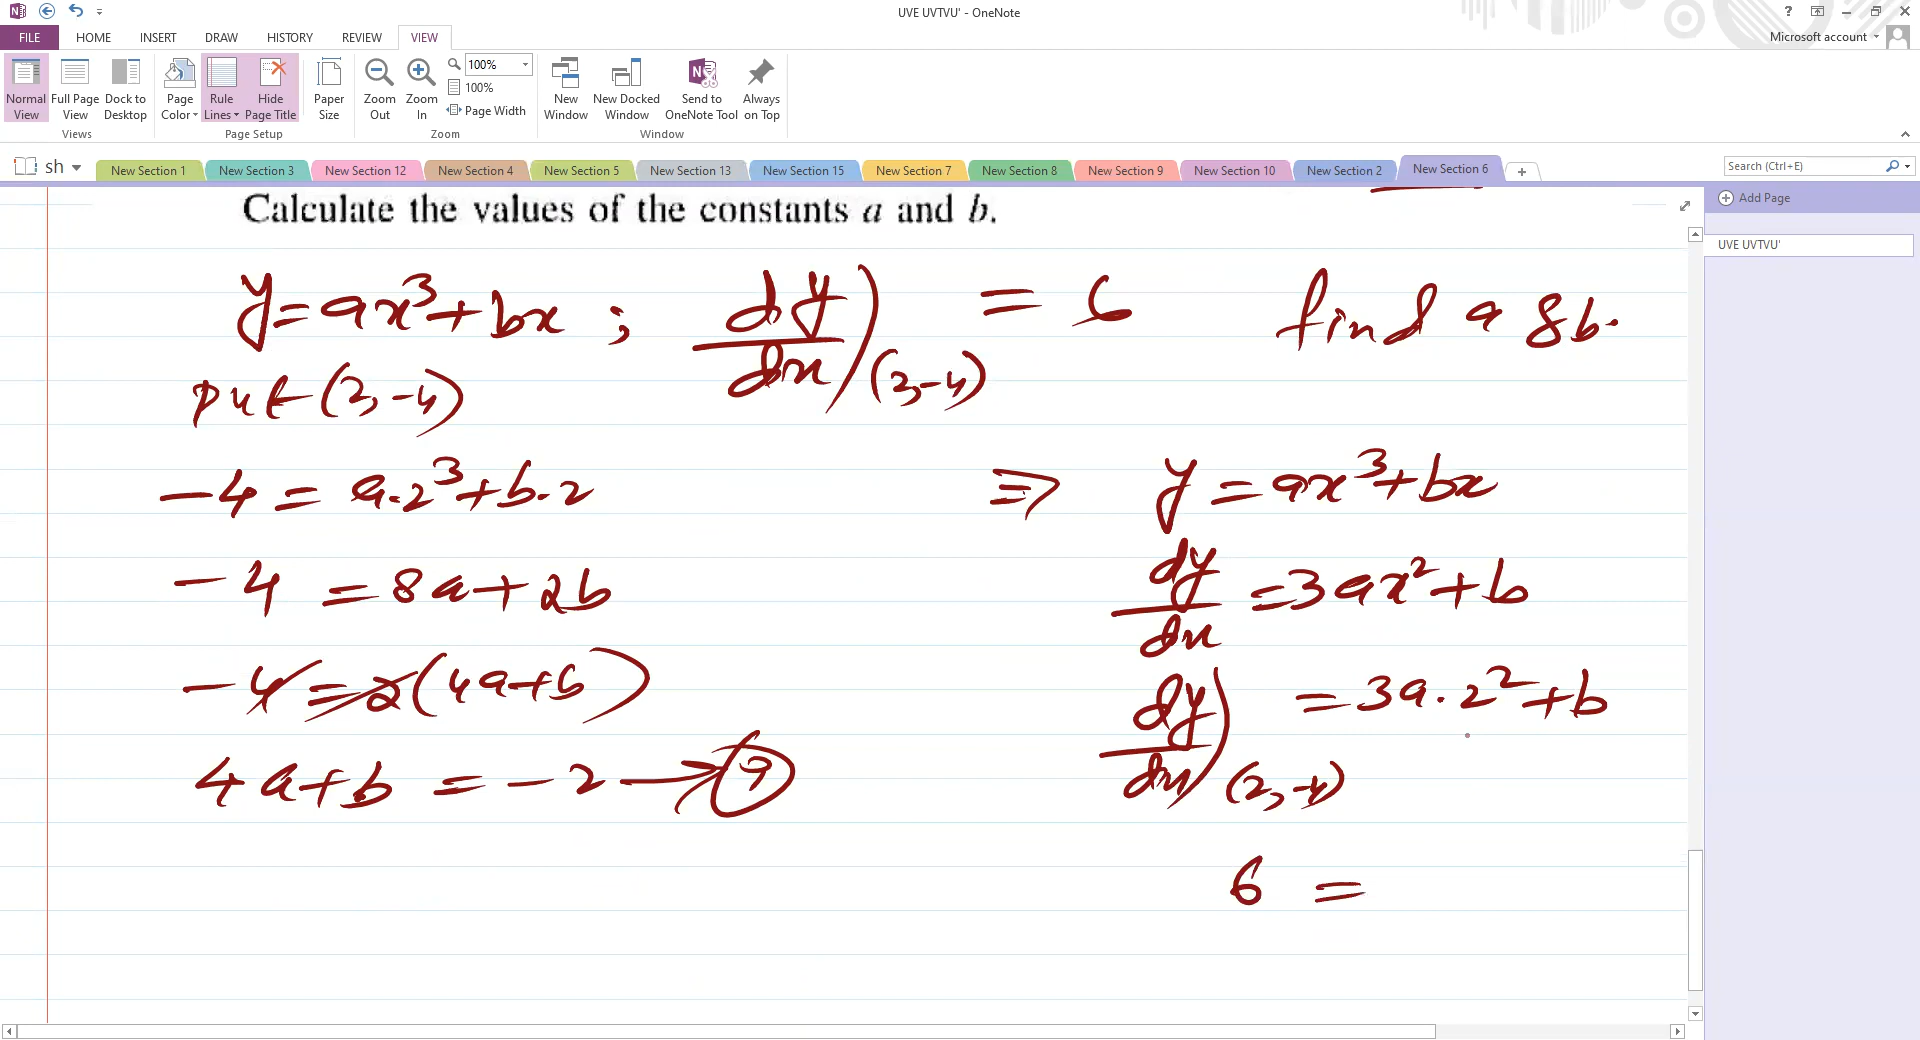 UVE UVTVU' - OneNote
FILE HOME INSERT DRAW HISTORY REVIEW VIEW
Microsoft account
Normal View
Full Page View
Dock to Desktop
Views
Page Color
Rule Lines
Hide Page Title
Paper Size
Page Setup
Zoom Out
Zoom In
100%
100%
Page Width
Zoom
New Window
New Docked Window
Send to OneNote Tool
Always on Top
Window
sh
New Section 1 New Section 3 New Section 12 New Section 4 New Section 5 New Section 13 New Section 15 New Section 7 New Section 8 New Section 9 New Section 10 New Section 2 New Section 6
Search (Ctrl+E)
Add Page
UVE UVTVU'
Calculate the values of the constants a and b.
y = ax³ + bx ; dy/dx)(2,-4) = 6 find a & b.
put (2,-4)
-4 = a·2³ + b·2
-4 = 8a + 2b
-4 = 2(4a+b)
4a+b = -2 →
⇒ y = ax³ + bx
dy/dx = 3ax² + b
dy/dx)(2,-4) = 3a·2² + b
6 =